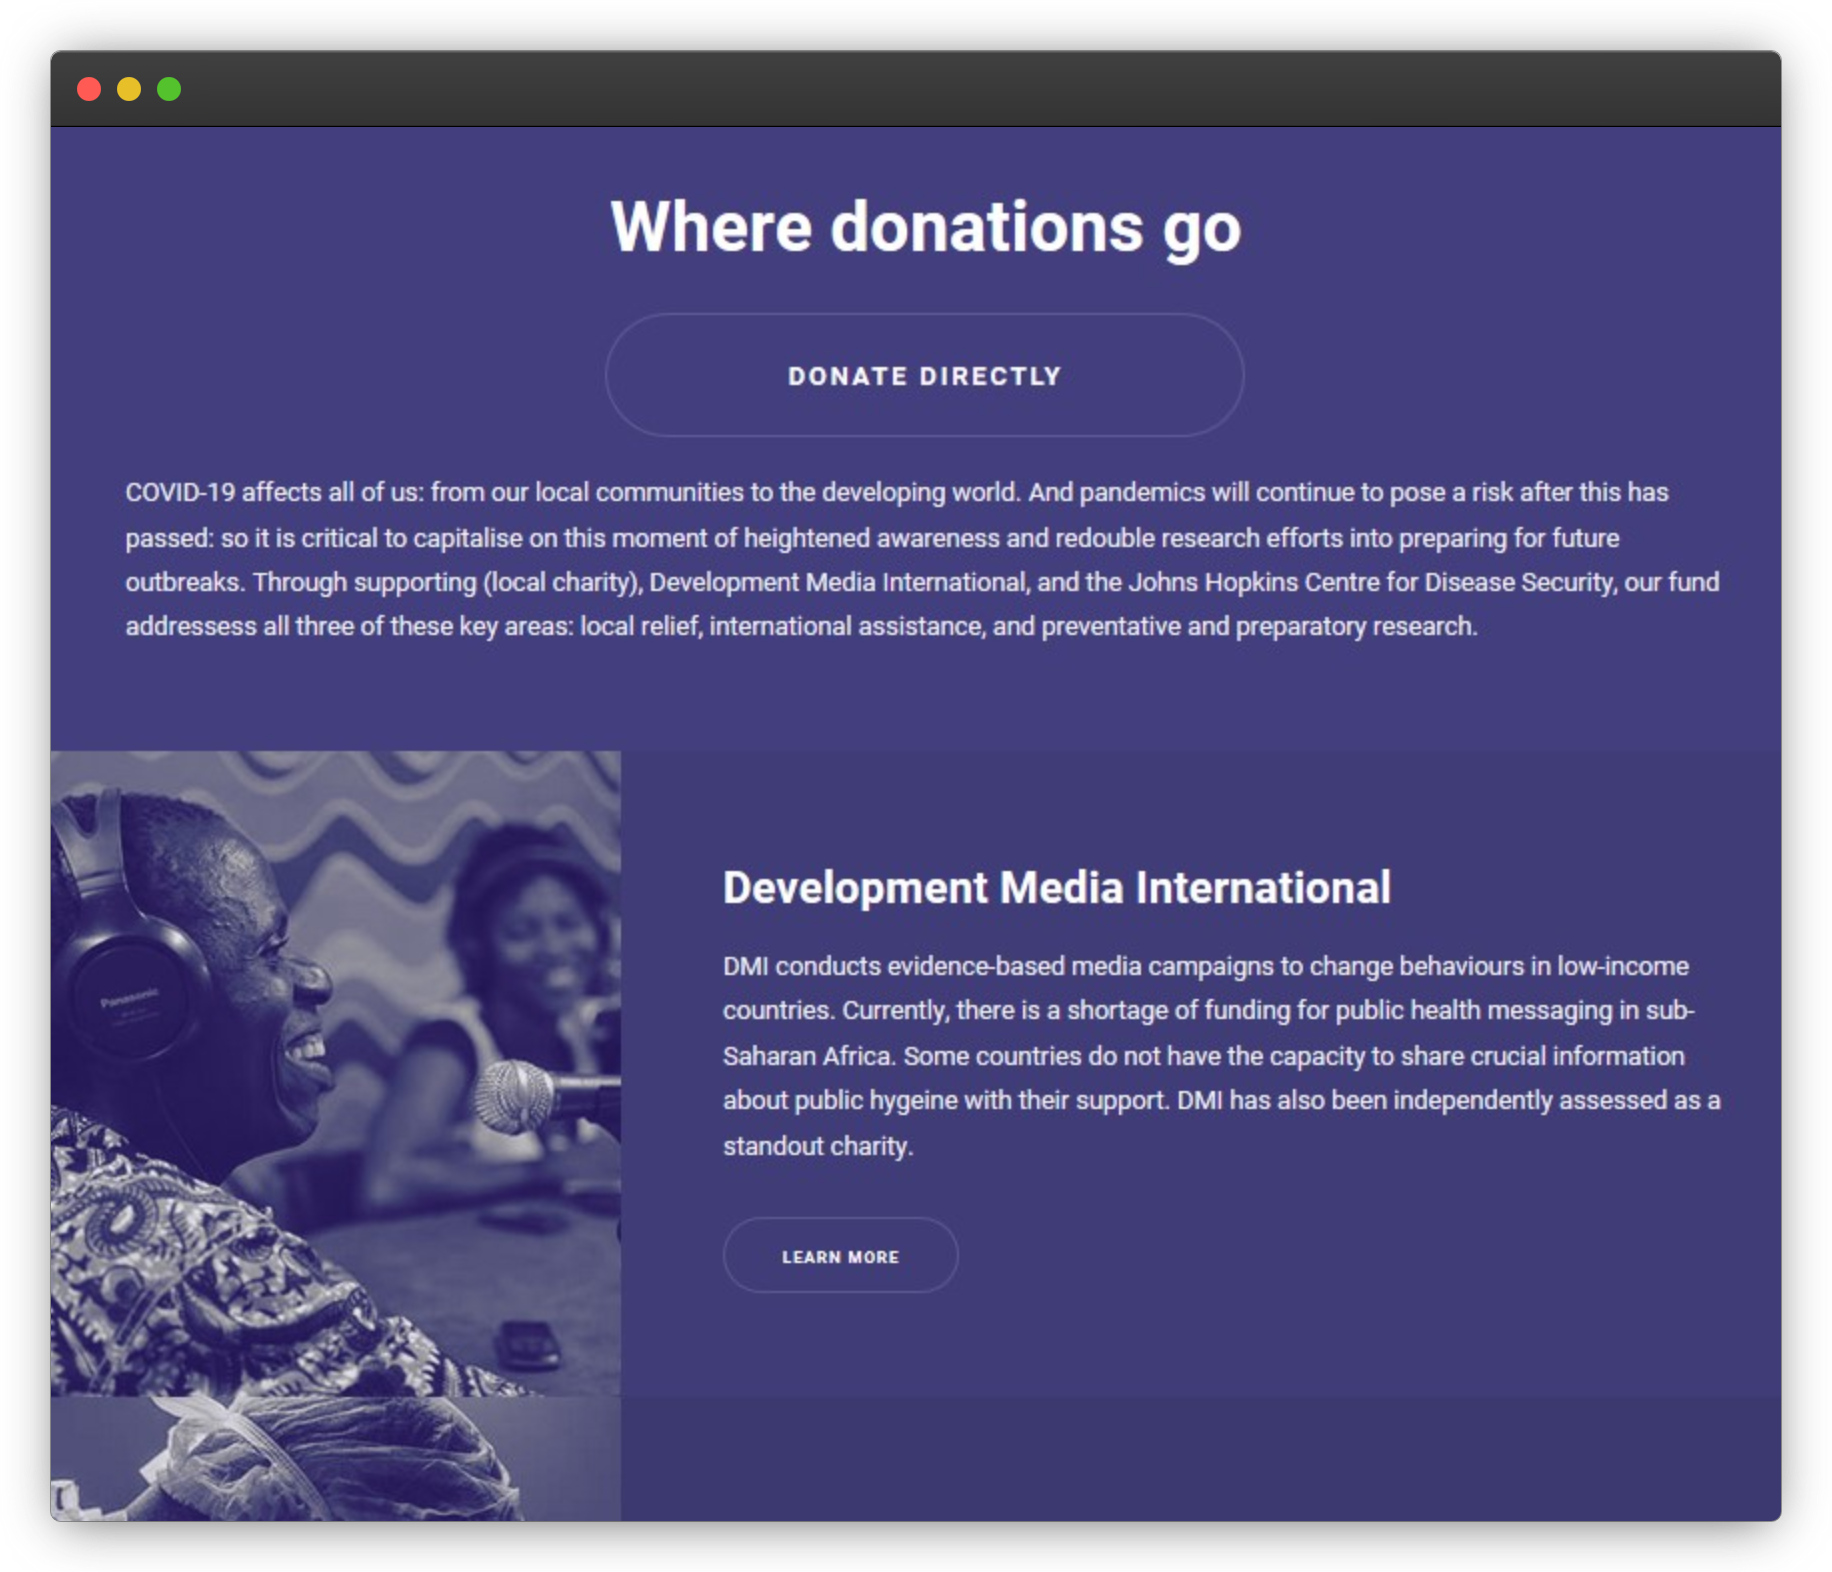 Where donations go
DONATE DIRECTLY
COVID-19 affects all of us: from our local communities to the developing world. And pandemics will continue to pose a risk after this has
passed: so it is critical to capitalise on this moment of heightened awareness and redouble research efforts into preparing for future
outbreaks. Through supporting (local charity), Development Media International, and the Johns Hopkins Centre for Disease Security, our fund
addressess all three of these key areas: local relief, international assistance, and preventative and preparatory research.
Panasonic
Development Media International
DMI conducts evidence-based media campaigns to change behaviours in low-income
countries. Currently, there is a shortage of funding for public health messaging in sub-
Saharan Africa. Some countries do not have the capacity to share crucial information
about public hygeine with their support. DMI has also been independently assessed as a
standout charity.
LEARN MORE